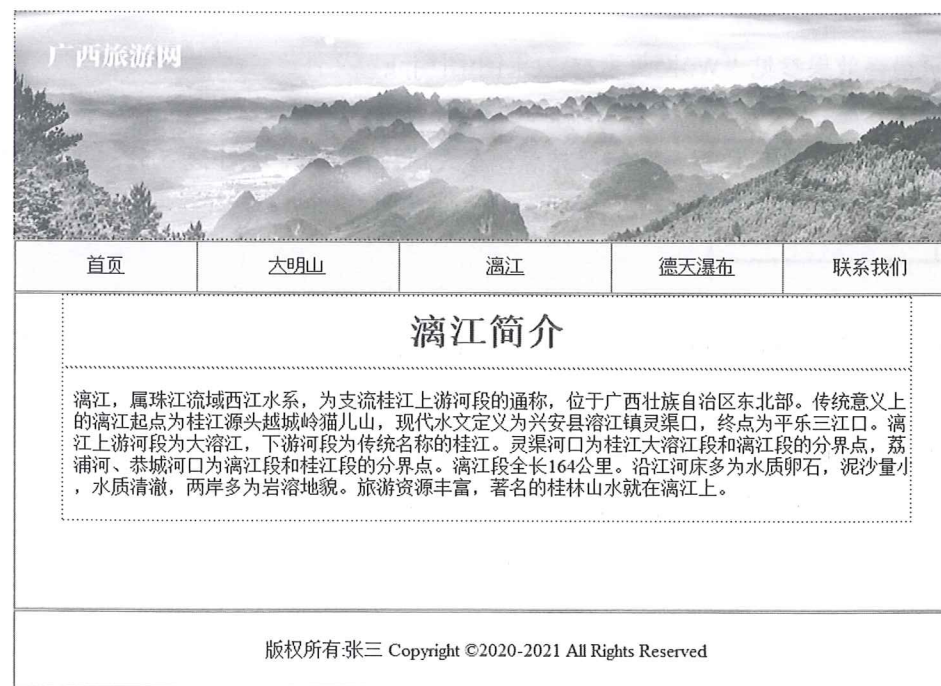 广西旅游网
首页 大明山 漓江 德天瀑布 联系我们
漓江简介
漓江，属珠江流域西江水系，为支流桂江上游河段的通称，位于广西壮族自治区东北部。传统意义上
的漓江起点为桂江源头越城岭猫儿山，现代水文定义为兴安县溶江镇灵渠口，终点为平乐三江口。漓
江上游河段为大溶江，下游河段为传统名称的桂江。灵渠河口为桂江大溶江段和漓江段的分界点，荔
浦河、恭城河口为漓江段和桂江段的分界点。漓江段全长164公里。沿江河床多为水质卵石，泥沙量小
，水质清澈，两岸多为岩溶地貌。旅游资源丰富，著名的桂林山水就在漓江上。
版权所有:张三 Copyright ©2020-2021 All Rights Reserved